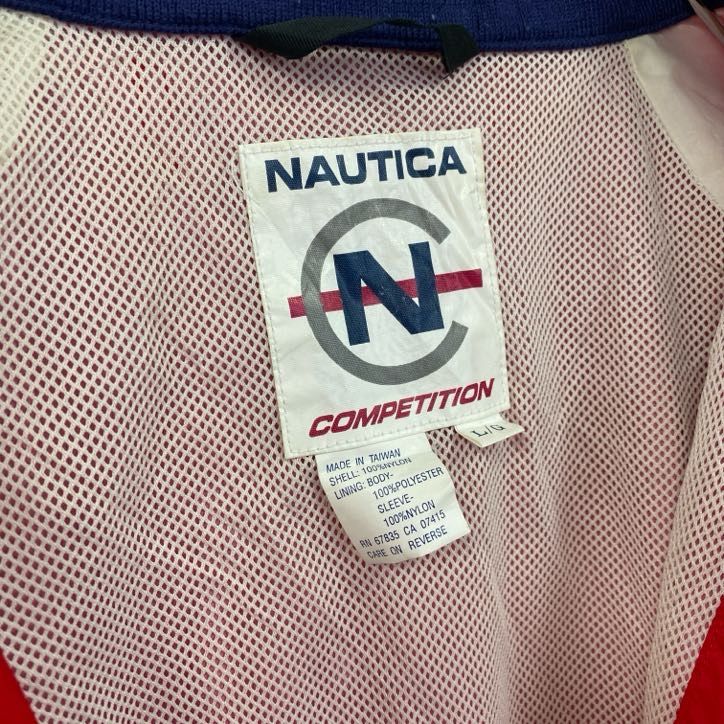 NAUTICA
N
COMPETITION
L/G
MADE IN TAIWAN
SHELL: 100%NYLON
LINING: BODY-
100%POLYESTER
SLEEVE-
100%NYLON
RN 67835 CA 07415
CARE ON REVERSE